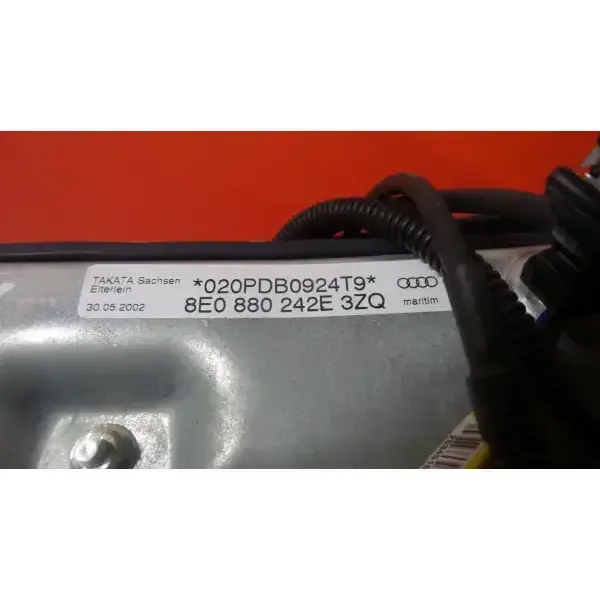 TAKATA Sachsen
Elterlein
30.05.2002
*020PDB0924T9*
8E0 880 242E 3ZQ
maritim